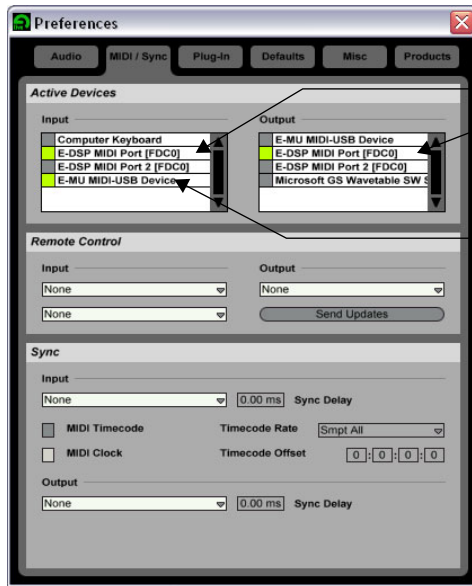 Preferences
Audio MIDI / Sync Plug-In Defaults Misc Products
Active Devices
Input Output
Computer Keyboard
E-DSP MIDI Port [FDC0]
E-DSP MIDI Port 2 [FDC0]
E-MU MIDI-USB Device
E-MU MIDI-USB Device
E-DSP MIDI Port [FDC0]
E-DSP MIDI Port 2 [FDC0]
Microsoft GS Wavetable SW S
Remote Control
Input Output
None None
None Send Updates
Sync
Input
None 0.00 ms Sync Delay
MIDI Timecode Timecode Rate Smpt All
MIDI Clock Timecode Offset 0 : 0 : 0 : 0
Output
None 0.00 ms Sync Delay